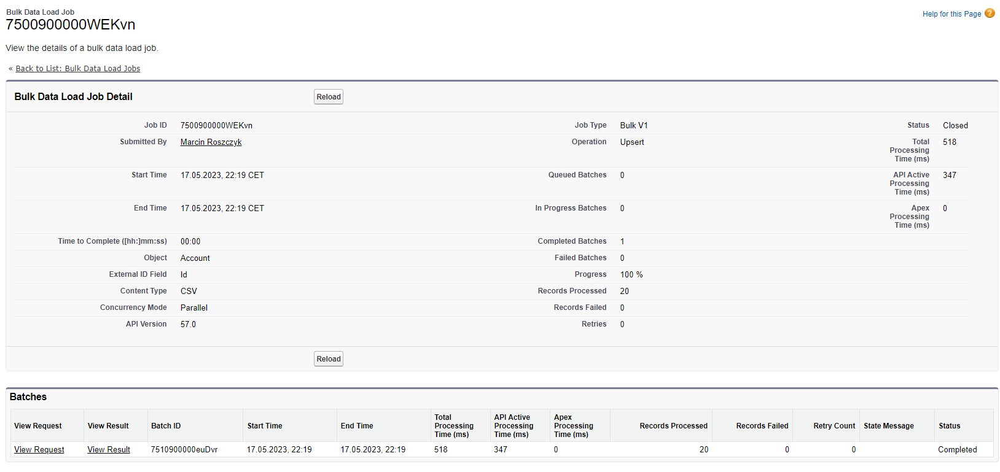 Bulk Data Load Job
Help for this Page ?
7500900000WEKvn
View the details of a bulk data load job.
« Back to List: Bulk Data Load Jobs
Bulk Data Load Job Detail Reload
Job ID 7500900000WEKvn Job Type Bulk V1 Status Closed
Submitted By Marcin Roszczyk Operation Upsert Total
Processing
Time (ms) 518
Start Time 17.05.2023, 22:19 CET Queued Batches 0 API Active
Processing
Time (ms) 347
End Time 17.05.2023, 22:19 CET In Progress Batches 0 Apex
Processing
Time (ms) 0
Time to Complete ([hh:]mm:ss) 00:00 Completed Batches 1
Object Account Failed Batches 0
External ID Field Id Progress 100 %
Content Type CSV Records Processed 20
Concurrency Mode Parallel Records Failed 0
API Version 57.0 Retries 0
Reload
Batches
View Request View Result Batch ID Start Time End Time Total
Processing
Time (ms) API Active
Processing
Time (ms) Apex
Processing
Time (ms) Records Processed Records Failed Retry Count State Message Status
View Request View Result 7510900000euDvr 17.05.2023, 22:19 17.05.2023, 22:19 518 347 0 20 0 0 Completed